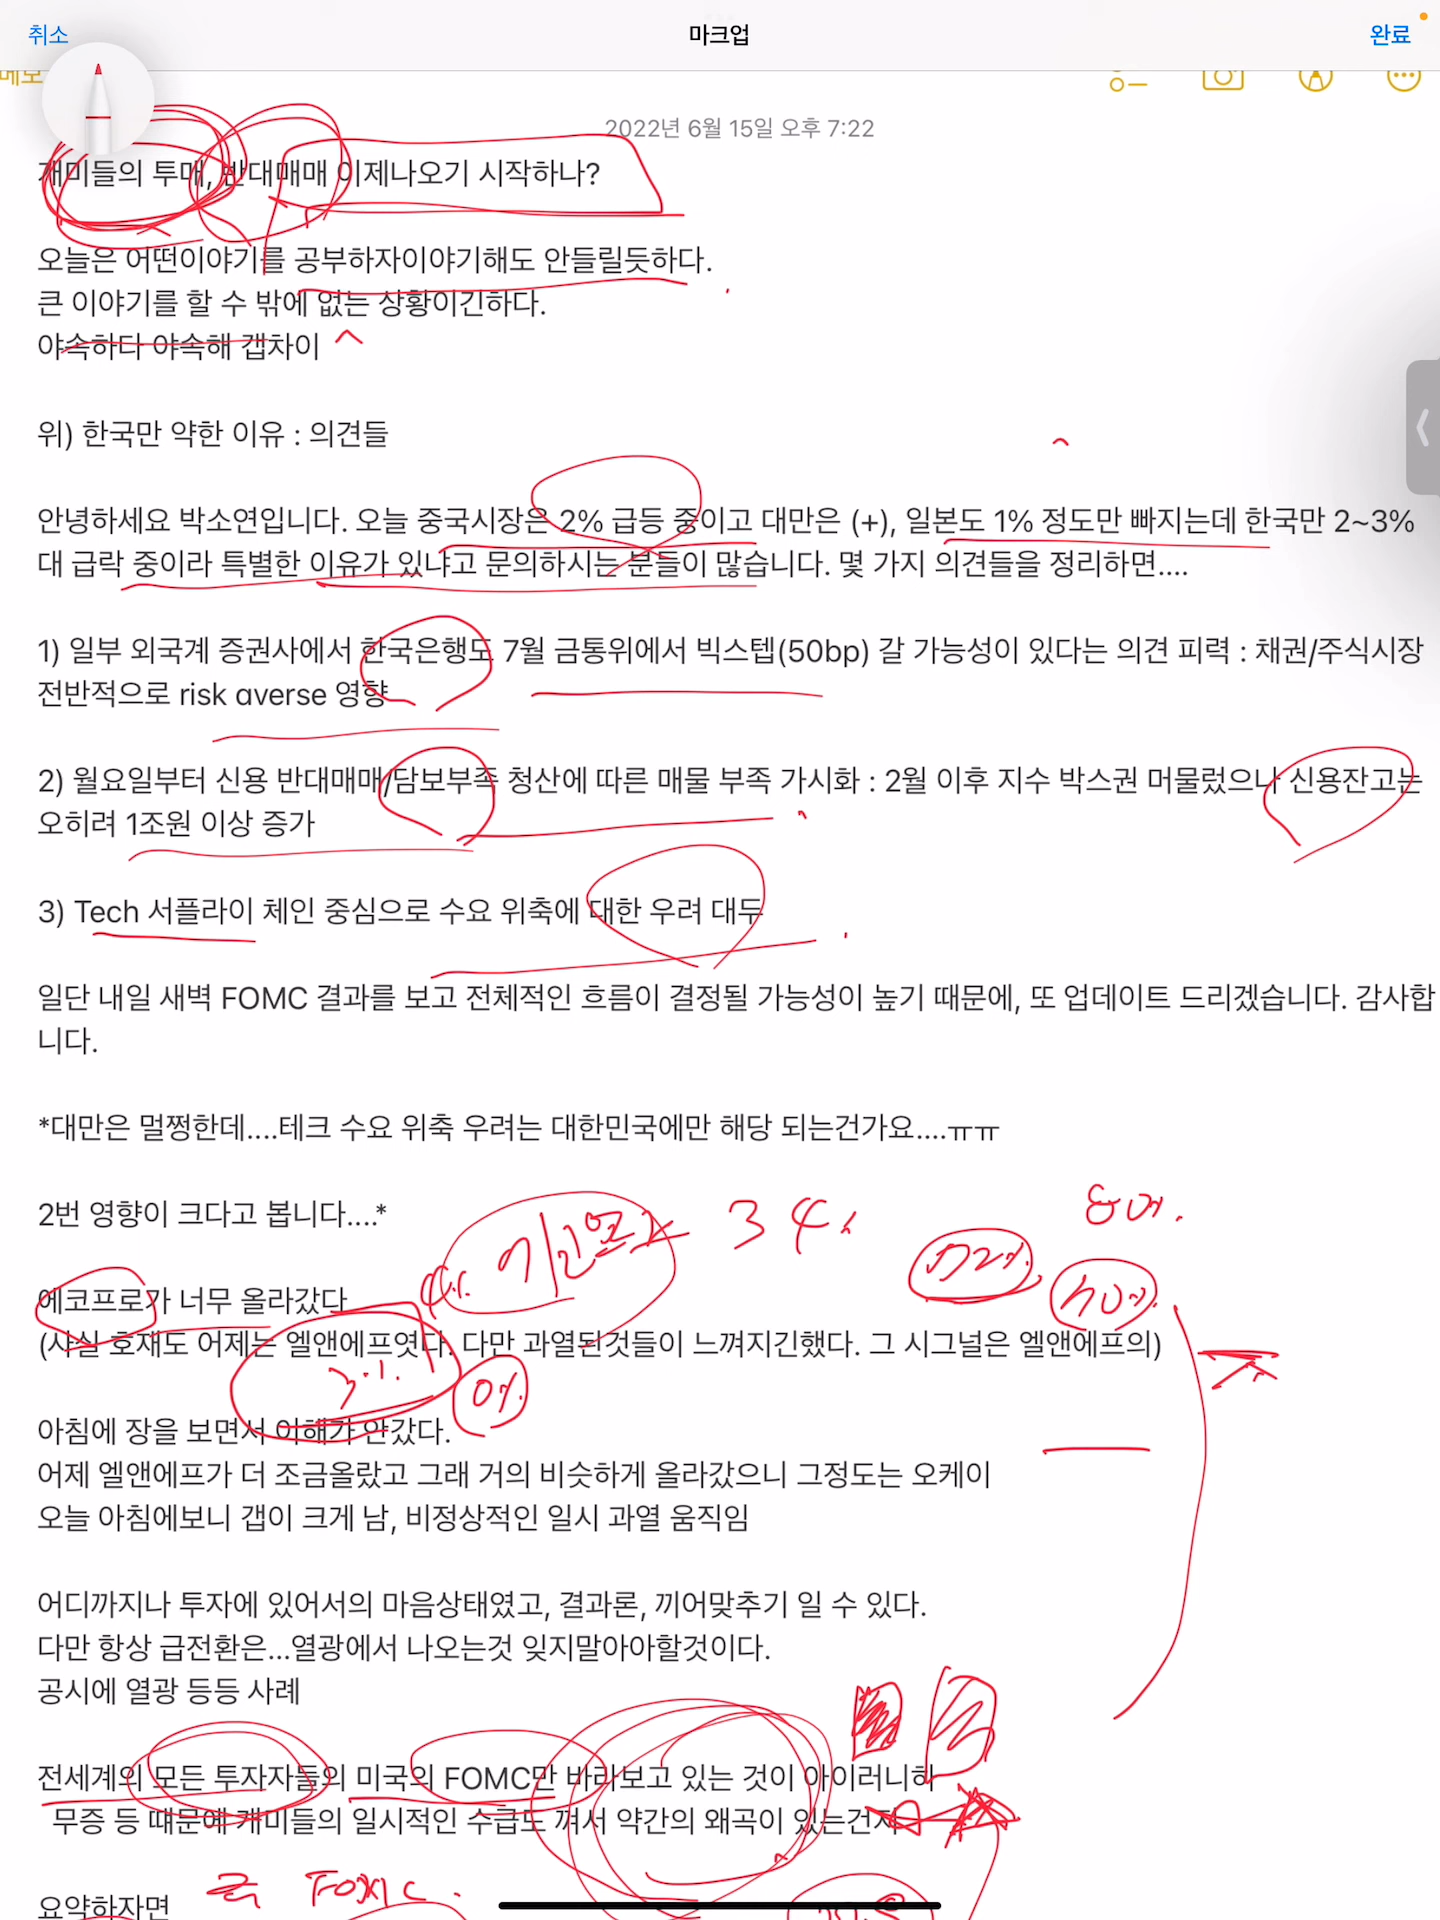 취소
마크업
완료
메모
2022년 6월 15일 오후 7:22
개미들의 투매, 반대매매 이제나오기 시작하나?
오늘은 어떤이야기를 공부하자이야기해도 안들릴듯하다.
큰 이야기를 할 수 밖에 없는 상황이긴하다.
야속하다 야속해 갭차이
위) 한국만 약한 이유 : 의견들
안녕하세요 박소연입니다. 오늘 중국시장은 2% 급등 중이고 대만은 (+), 일본도 1% 정도만 빠지는데 한국만 2~3%
대 급락 중이라 특별한 이유가 있냐고 문의하시는 분들이 많습니다. 몇 가지 의견들을 정리하면....
1) 일부 외국계 증권사에서 한국은행도 7월 금통위에서 빅스텝(50bp) 갈 가능성이 있다는 의견 피력 : 채권/주식시장
전반적으로 risk averse 영향
2) 월요일부터 신용 반대매매/담보부족 청산에 따른 매물 부족 가시화 : 2월 이후 지수 박스권 머물렀으나 신용잔고는
오히려 1조원 이상 증가
3) Tech 서플라이 체인 중심으로 수요 위축에 대한 우려 대두
일단 내일 새벽 FOMC 결과를 보고 전체적인 흐름이 결정될 가능성이 높기 때문에, 또 업데이트 드리겠습니다. 감사합
니다.
*대만은 멀쩡한데....테크 수요 위축 우려는 대한민국에만 해당 되는건가요....ㅠㅠ
2번 영향이 크다고 봅니다....*
에코프로가 너무 올라갔다
(사실 호재도 어제는 엘앤에프엿다. 다만 과열된것들이 느껴지긴했다. 그 시그널은 엘앤에프의)
3%
0%
아침에 장을 보면서 이해가 안갔다.
어제 엘앤에프가 더 조금올랐고 그래 거의 비슷하게 올라갔으니 그정도는 오케이
오늘 아침에보니 갭이 크게 남, 비정상적인 일시 과열 움직임
어디까지나 투자에 있어서의 마음상태였고, 결과론, 끼어맞추기 일 수 있다.
다만 항상 급전환은...열광에서 나오는것 잊지말아아할것이다.
공시에 열광 등등 사례
전세계의 모든 투자자들의 미국의 FOMC만 바라보고 있는 것이 아이러니하
무증 등 떄문에 개미들의 일시적인 수급도 껴서 약간의 왜곡이 있는건지
FOMC.
요약하자면